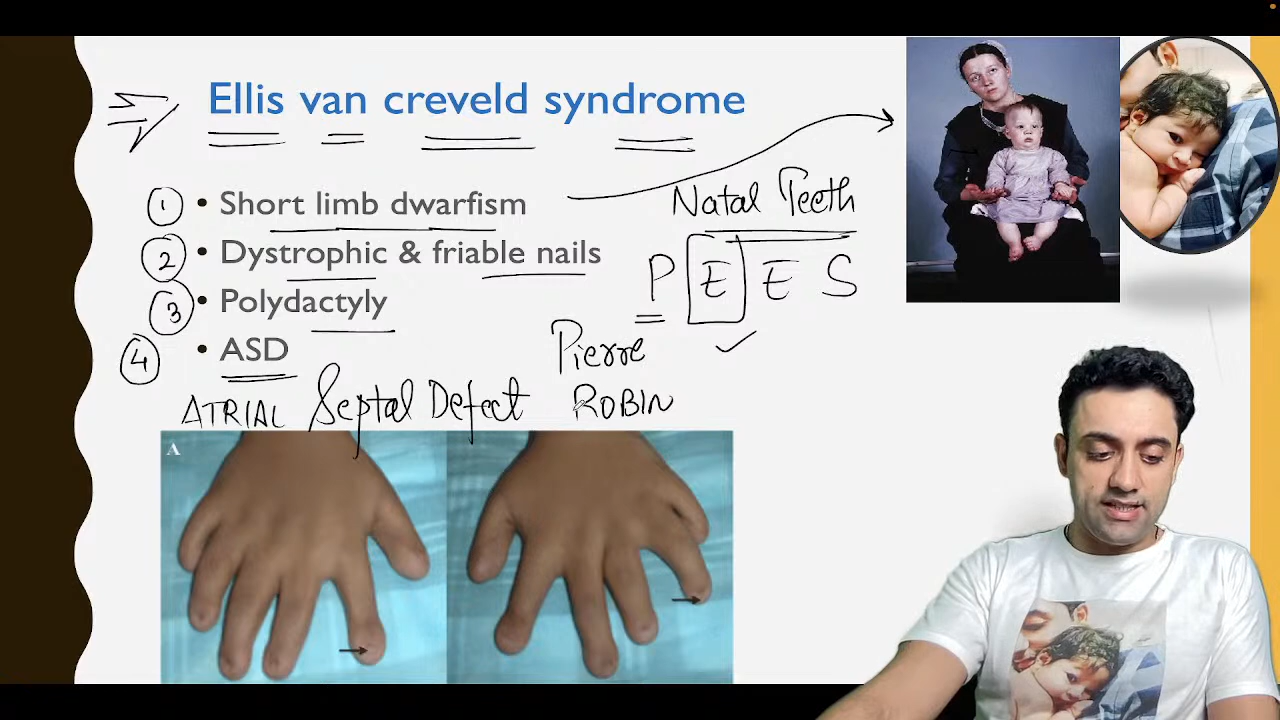 Ellis van creveld syndrome
① • Short limb dwarfism
② • Dystrophic & friable nails
③ • Polydactyly
④ • ASD
ATRIAL Septal Defect
Natal Teeth
P E E S
Pierre
ROBIN
A